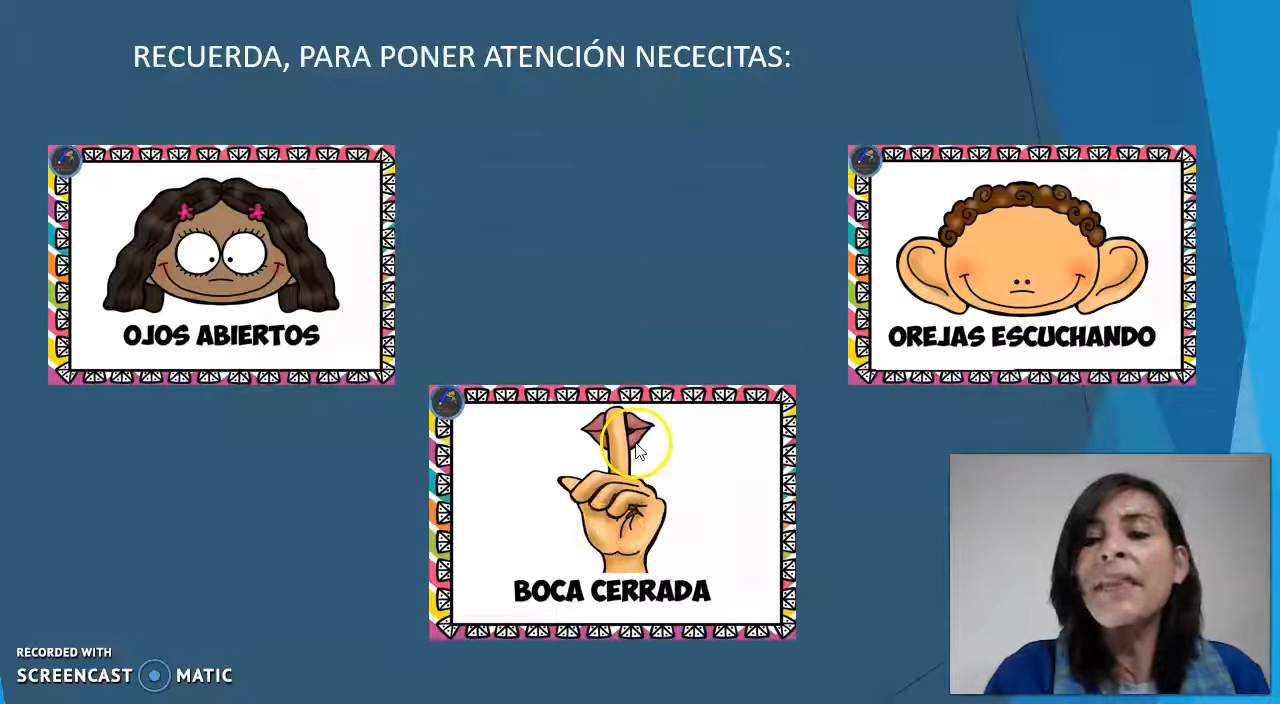 RECUERDA, PARA PONER ATENCIÓN NECECITAS:
OJOS ABIERTOS
OREJAS ESCUCHANDO
BOCA CERRADA
RECORDED WITH
SCREENCAST MATIC